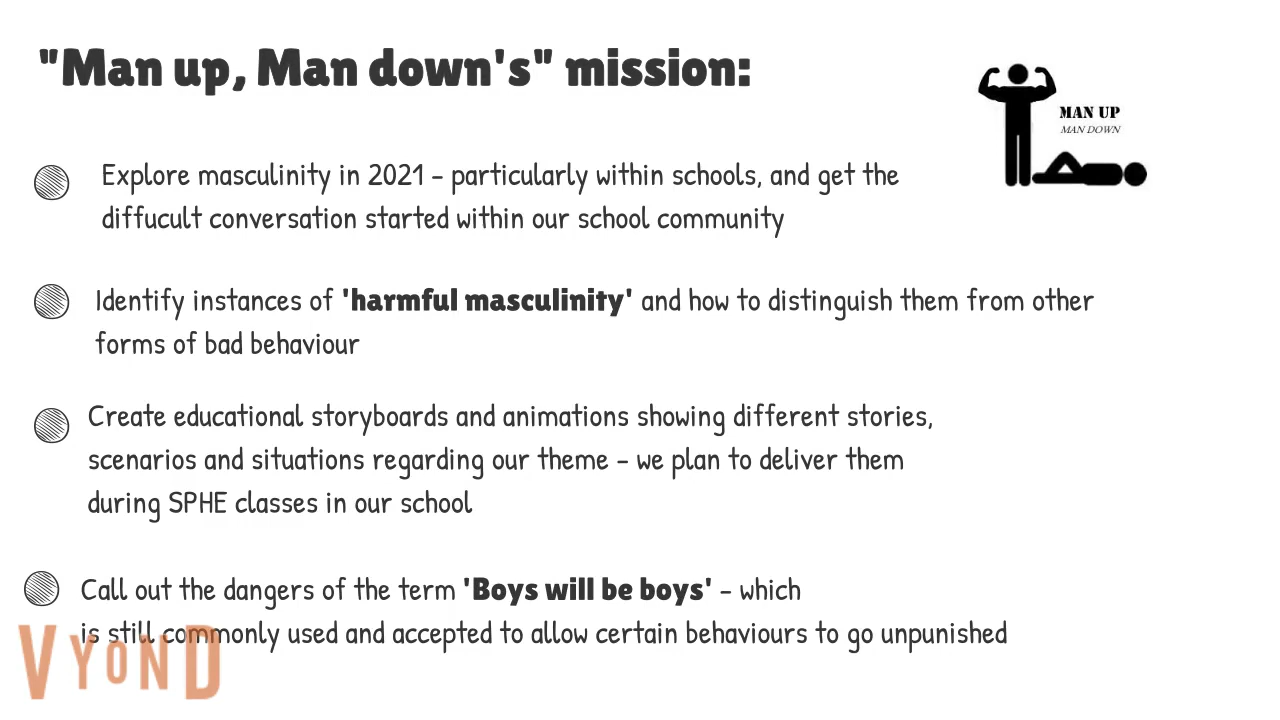 "Man up, Man down's" mission:
MAN UP
MAN DOWN
Explore masculinity in 2021 – particularly within schools, and get the
diffucult conversation started within our school community
Identify instances of 'harmful masculinity' and how to distinguish them from other
forms of bad behaviour
Create educational storyboards and animations showing different stories,
scenarios and situations regarding our theme – we plan to deliver them
during SPHE classes in our school
Call out the dangers of the term 'Boys will be boys' – which
is still commonly used and accepted to allow certain behaviours to go unpunished
VYOND